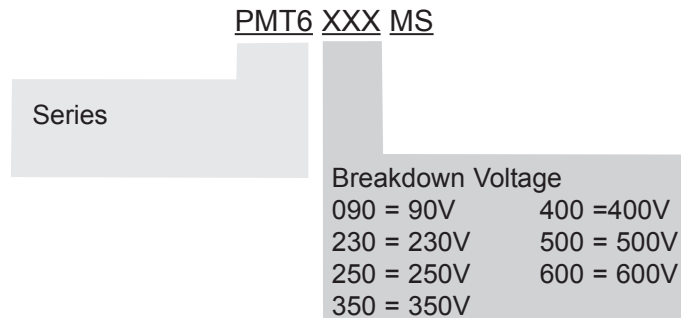 PMT6 XXX MS
Series
Breakdown Voltage
090 = 90V 400 =400V
230 = 230V 500 = 500V
250 = 250V 600 = 600V
350 = 350V